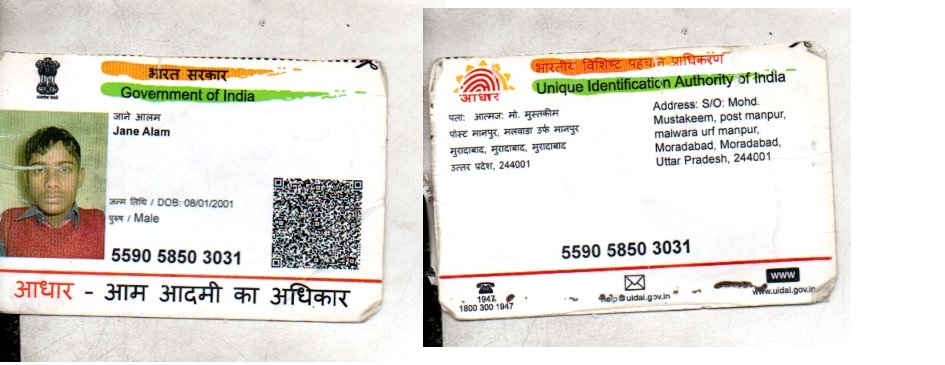 भारत सरकार
Government of India
जाने आलम
Jane Alam
जन्म तिथि / DOB: 08/01/2001
पुरुष / Male
5590 5850 3031
आधार - आम आदमी का अधिकार
भारतीय विशिष्ट पहचान प्राधिकरण
Unique Identification Authority of India
आधार
पता: आत्मज: मो. मुस्तकीम
पोस्ट मानपुर, मलवाडा उर्फ मानपुर
मुरादाबाद, मुरादाबाद, मुरादाबाद
उत्तर प्रदेश, 244001
Address: S/O: Mohd.
Mustakeem, post manpur,
malwara urf manpur,
Moradabad, Moradabad,
Uttar Pradesh, 244001
5590 5850 3031
1947
1800 300 1947
help@uidai.gov.in
www
www.uidai.gov.in